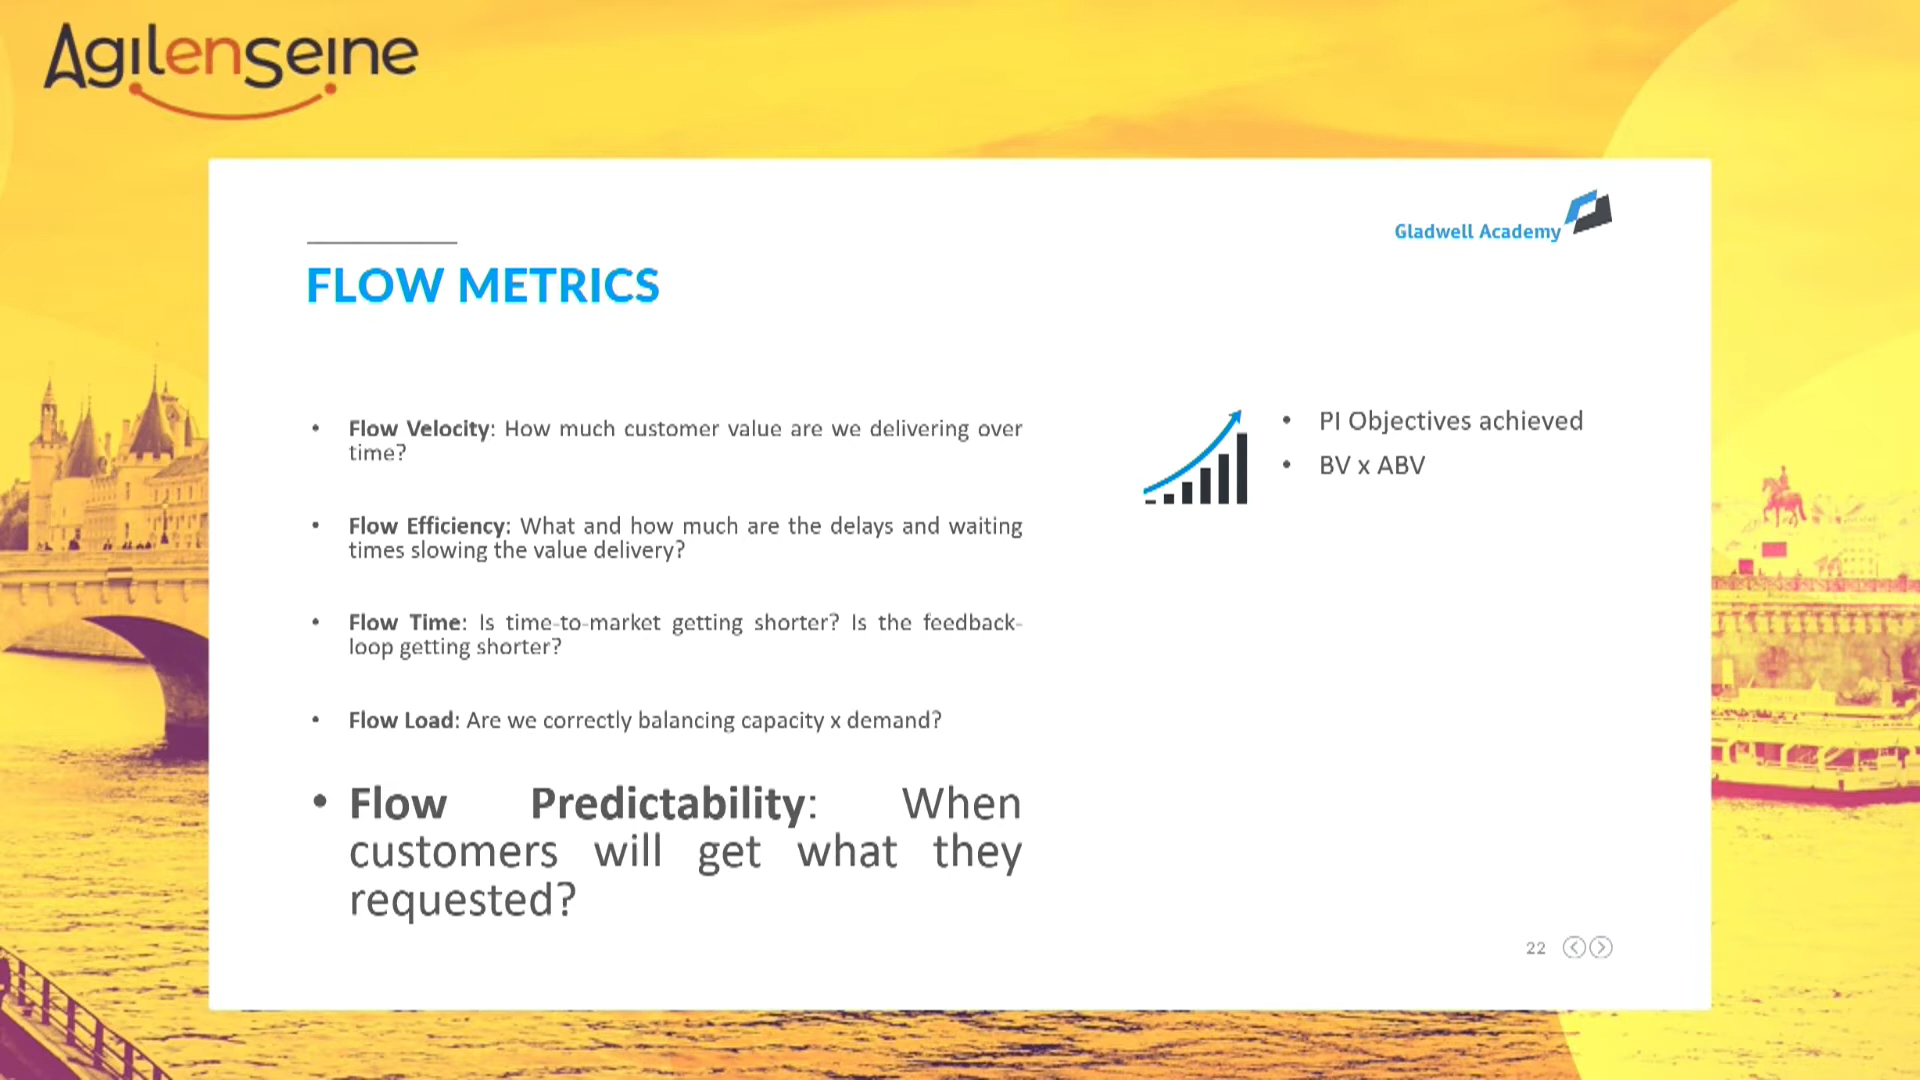 Agilenseine
Gladwell Academy
FLOW METRICS
• Flow Velocity: How much customer value are we delivering over
time?
• Flow Efficiency: What and how much are the delays and waiting
times slowing the value delivery?
• Flow Time: Is time-to-market getting shorter? Is the feedback-
loop getting shorter?
• Flow Load: Are we correctly balancing capacity x demand?
• Flow Predictability: When
customers will get what they
requested?
• PI Objectives achieved
• BV x ABV
22